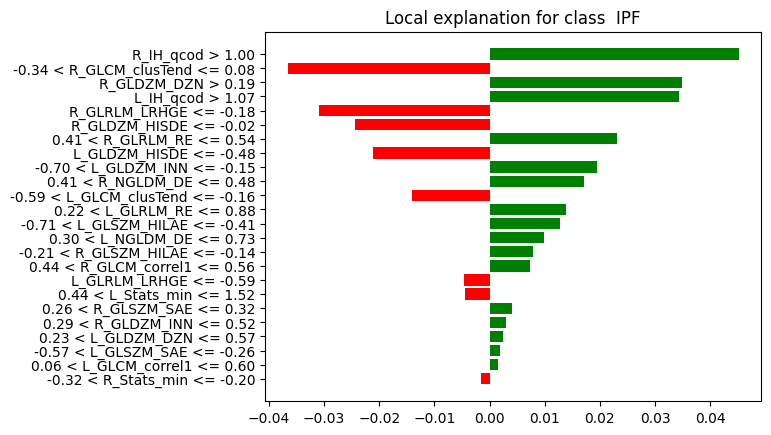 Local explanation for class  IPF
R_IH_qcod > 1.00
-0.34 < R_GLCM_clusTend <= 0.08
R_GLDZM_DZN > 0.19
L_IH_qcod > 1.07
R_GLRLM_LRHGE <= -0.18
R_GLDZM_HISDE <= -0.02
0.41 < R_GLRLM_RE <= 0.54
L_GLDZM_HISDE <= -0.48
-0.70 < L_GLDZM_INN <= -0.15
0.41 < R_NGLDM_DE <= 0.48
-0.59 < L_GLCM_clusTend <= -0.16
0.22 < L_GLRLM_RE <= 0.88
-0.71 < L_GLSZM_HILAE <= -0.41
0.30 < L_NGLDM_DE <= 0.73
-0.21 < R_GLSZM_HILAE <= -0.14
0.44 < R_GLCM_correl1 <= 0.56
L_GLRLM_LRHGE <= -0.59
0.44 < L_Stats_min <= 1.52
0.26 < R_GLSZM_SAE <= 0.32
0.29 < R_GLDZM_INN <= 0.52
0.23 < L_GLDZM_DZN <= 0.57
-0.57 < L_GLSZM_SAE <= -0.26
0.06 < L_GLCM_correl1 <= 0.60
-0.32 < R_Stats_min <= -0.20
−0.04 −0.03 −0.02 −0.01 0.00 0.01 0.02 0.03 0.04